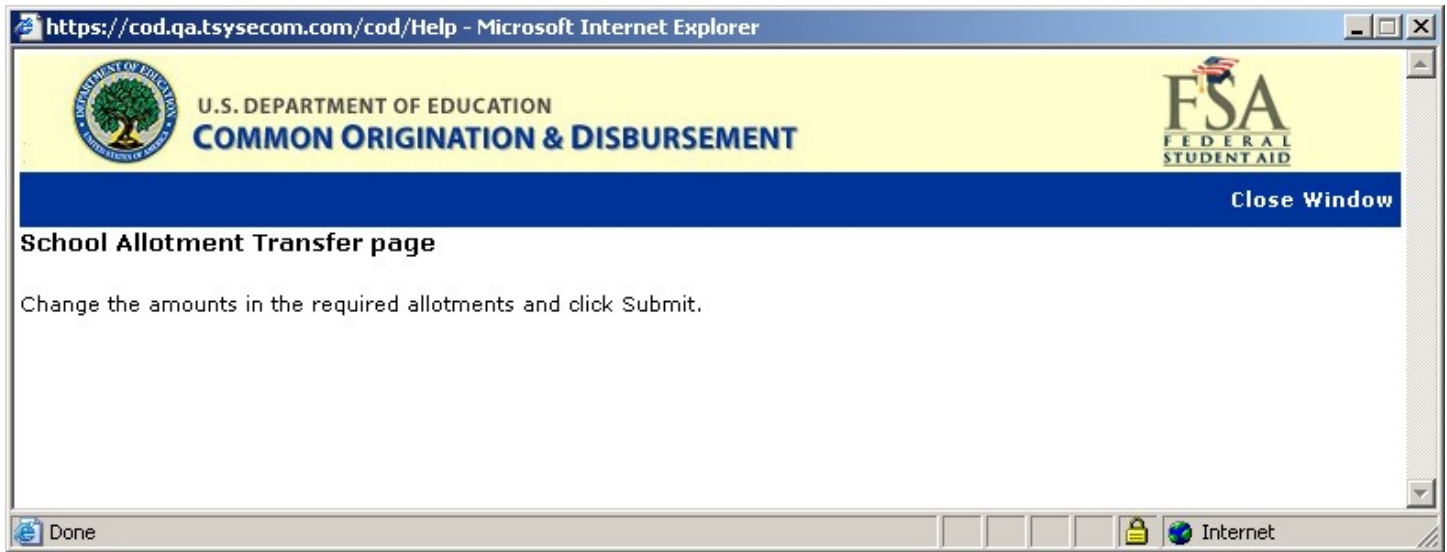 https://cod.qa.tsysecom.com/cod/Help - Microsoft Internet Explorer
U.S. DEPARTMENT OF EDUCATION
COMMON ORIGINATION & DISBURSEMENT
FSA
FEDERAL
STUDENT AID
Close Window
School Allotment Transfer page
Change the amounts in the required allotments and click Submit.
Done
Internet